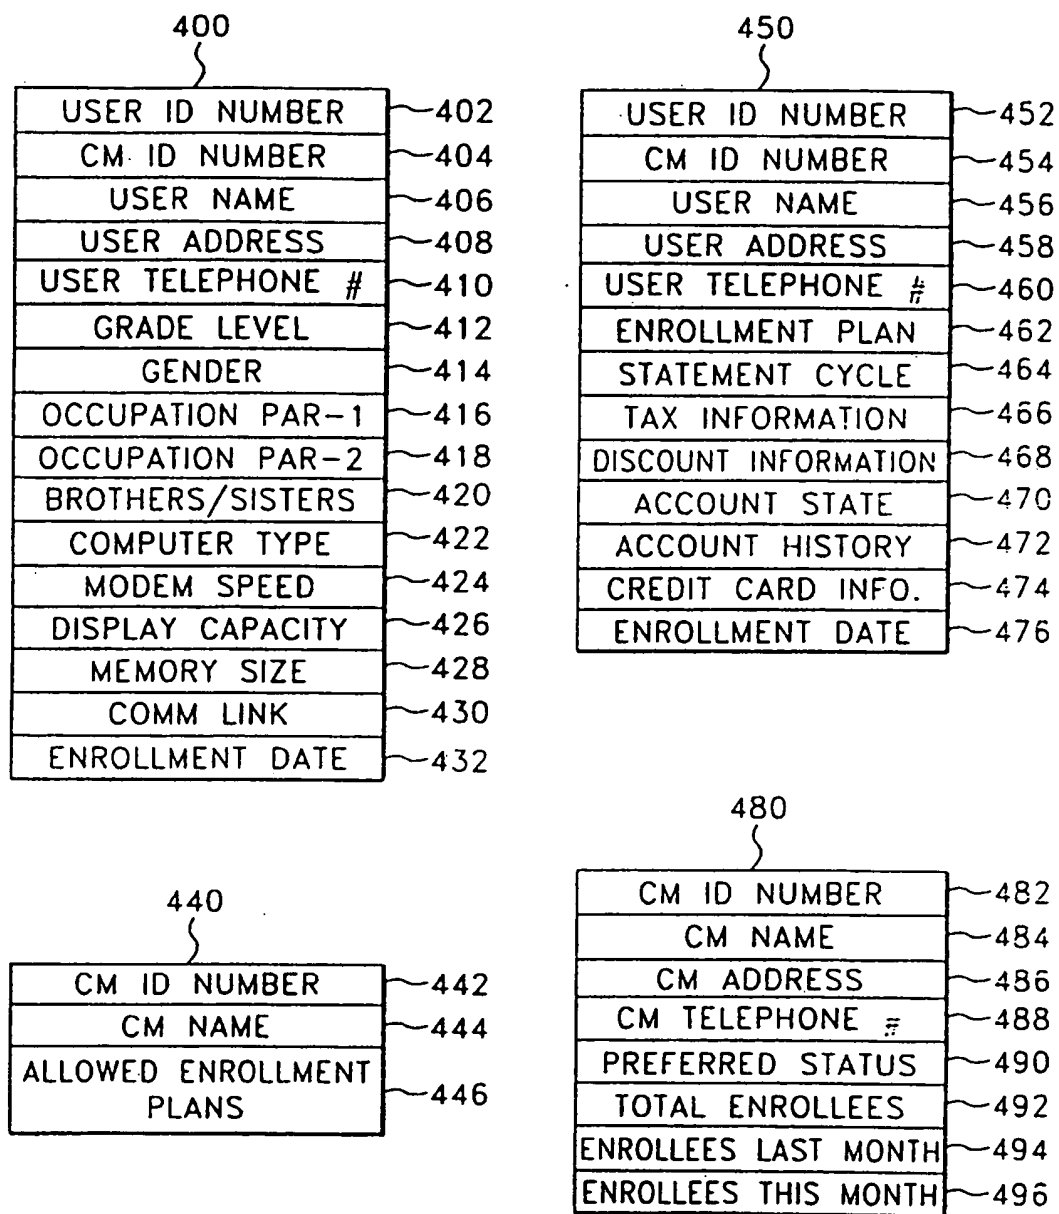 400
USER ID NUMBER 402
CM ID NUMBER 404
USER NAME 406
USER ADDRESS 408
USER TELEPHONE # 410
GRADE LEVEL 412
GENDER 414
OCCUPATION PAR-1 416
OCCUPATION PAR-2 418
BROTHERS/SISTERS 420
COMPUTER TYPE 422
MODEM SPEED 424
DISPLAY CAPACITY 426
MEMORY SIZE 428
COMM LINK 430
ENROLLMENT DATE 432
450
USER ID NUMBER 452
CM ID NUMBER 454
USER NAME 456
USER ADDRESS 458
USER TELEPHONE # 460
ENROLLMENT PLAN 462
STATEMENT CYCLE 464
TAX INFORMATION 466
DISCOUNT INFORMATION 468
ACCOUNT STATE 470
ACCOUNT HISTORY 472
CREDIT CARD INFO. 474
ENROLLMENT DATE 476
440
CM ID NUMBER 442
CM NAME 444
ALLOWED ENROLLMENT
PLANS 446
480
CM ID NUMBER 482
CM NAME 484
CM ADDRESS 486
CM TELEPHONE # 488
PREFERRED STATUS 490
TOTAL ENROLLEES 492
ENROLLEES LAST MONTH 494
ENROLLEES THIS MONTH 496